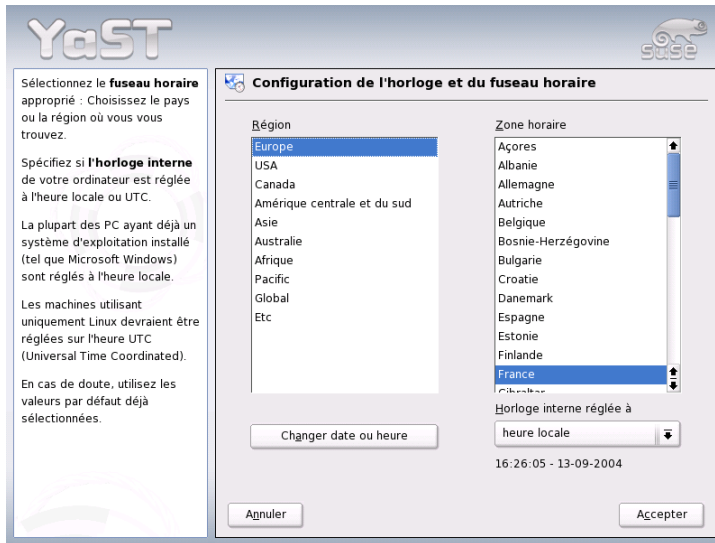 YaST
SUSE
Sélectionnez le fuseau horaire
approprié : Choisissez le pays
ou la région où vous vous
trouvez.
Spécifiez si l'horloge interne
de votre ordinateur est réglée
à l'heure locale ou UTC.
La plupart des PC ayant déjà un
système d'exploitation installé
(tel que Microsoft Windows)
sont réglés à l'heure locale.
Les machines utilisant
uniquement Linux devraient être
réglées sur l'heure UTC
(Universal Time Coordinated).
En cas de doute, utilisez les
valeurs par défaut déjà
sélectionnées.
Configuration de l'horloge et du fuseau horaire
Région
Europe
USA
Canada
Amérique centrale et du sud
Asie
Australie
Afrique
Pacific
Global
Etc
Changer date ou heure
Zone horaire
Açores
Albanie
Allemagne
Autriche
Belgique
Bosnie-Herzégovine
Bulgarie
Croatie
Danemark
Espagne
Estonie
Finlande
France
Gibraltar
Horloge interne réglée à
heure locale
16:26:05 - 13-09-2004
Annuler
Accepter